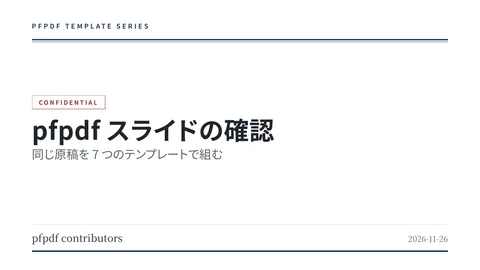 PFPDF TEMPLATE SERIES
CONFIDENTIAL
pfpdf スライドの確認
同じ原稿を 7 つのテンプレートで組む
pfpdf contributors
2026-11-26